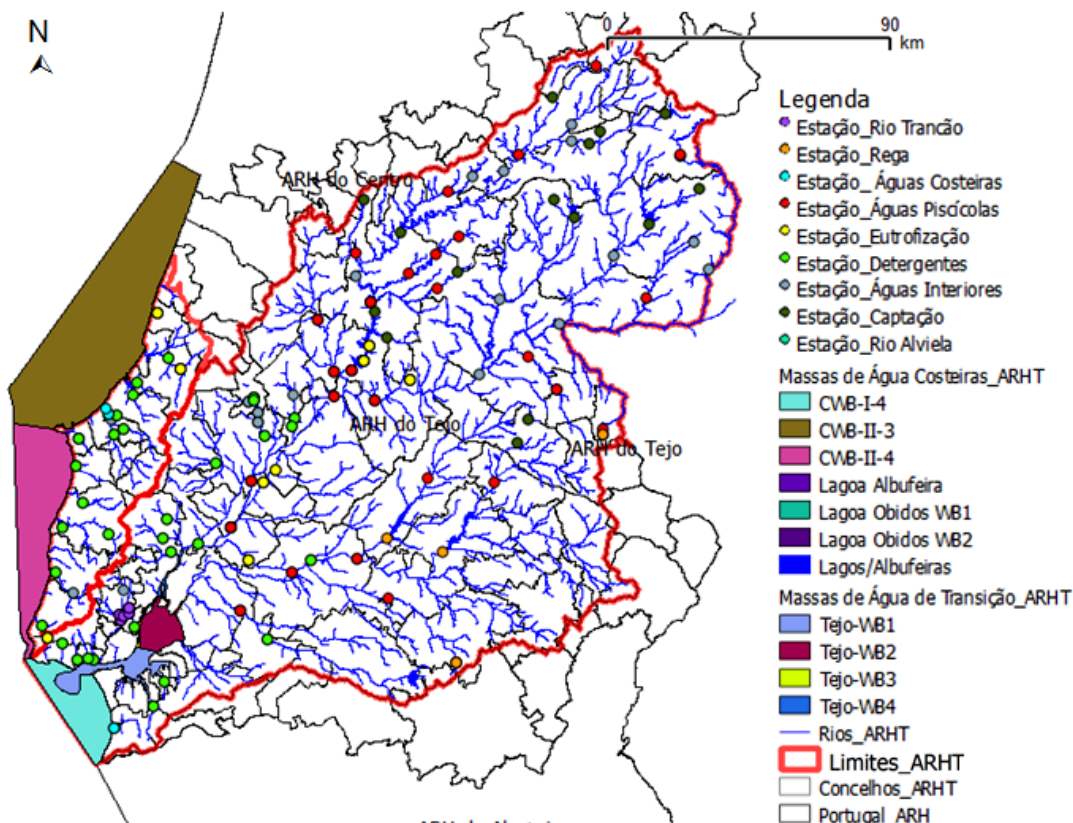 N
0
90
km
ARH do Centro
ARH do Tejo
ARH do Tejo
Legenda
Estação_Rio Trancão
Estação_Rega
Estação_ Águas Costeiras
Estação_Águas Piscícolas
Estação_Eutrofização
Estação_Detergentes
Estação_Águas Interiores
Estação_Captação
Estação_Rio Alviela
Massas de Água Costeiras_ARHT
CWB-I-4
CWB-II-3
CWB-II-4
Lagoa Albufeira
Lagoa Obidos WB1
Lagoa Obidos WB2
Lagos/Albufeiras
Massas de Água de Transição_ARHT
Tejo-WB1
Tejo-WB2
Tejo-WB3
Tejo-WB4
Rios_ARHT
Limites_ARHT
Concelhos_ARHT
Portugal_ARH